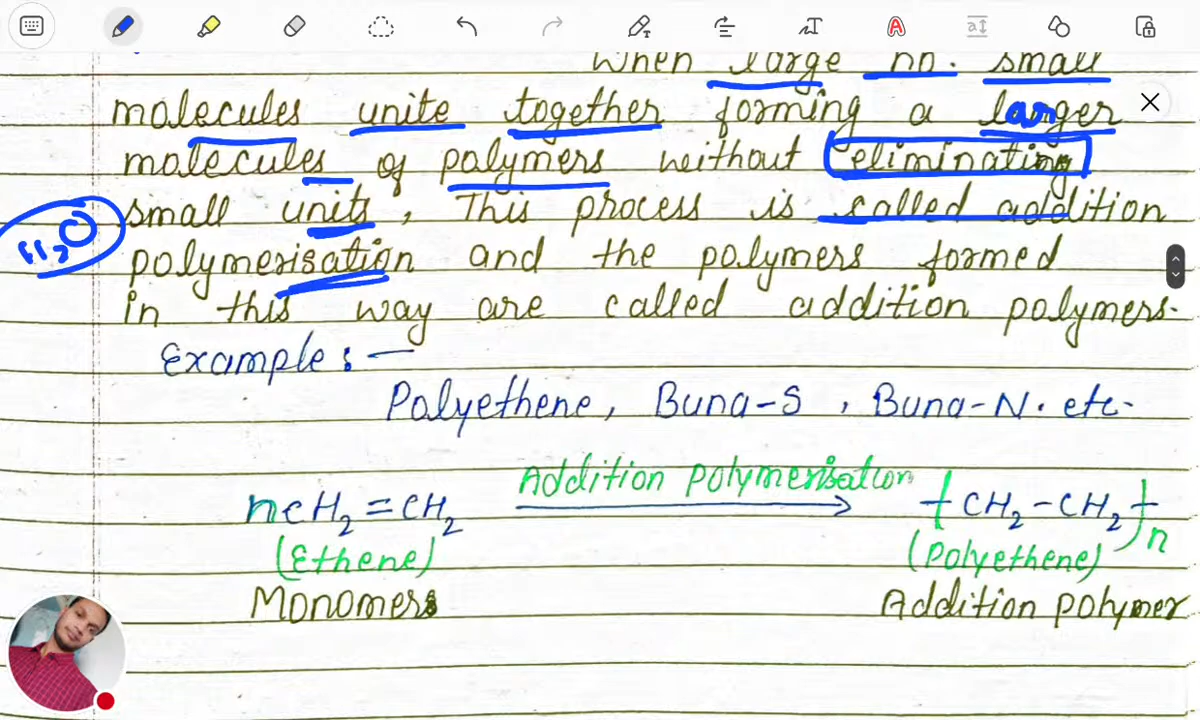 When large no. small
molecules unite together forming a larger
molecules of polymers without eliminating
small units, This process is called addition
H2O
polymerisation and the polymers formed
in this way are called addition polymers.
Example :-
Polyethene, Buna-S, Buna-N. etc-
Addition polymerisation
nCH2=CH2 (CH2-CH2)n
(Ethene) (Polyethene)
Monomers Addition polymer